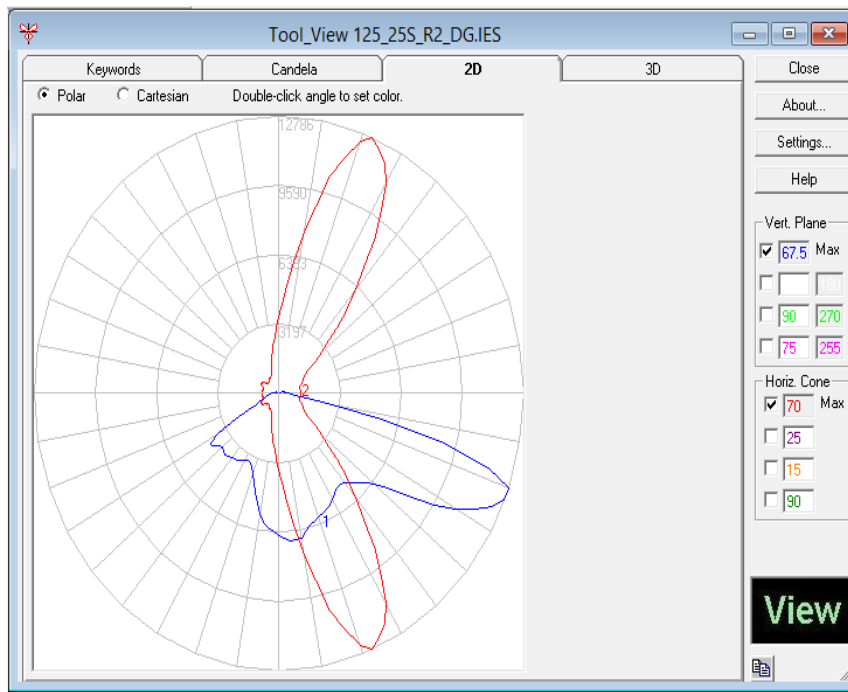 Tool_View 125_25S_R2_DG.IES
Keywords Candela 2D 3D
Polar Cartesian Double-click angle to set color.
Close
About...
Settings...
Help
12786
9590
6393
3197
2
1
Vert. Plane
67.5 Max
180
90 270
75 255
Horiz. Cone
70 Max
25
15
90
View